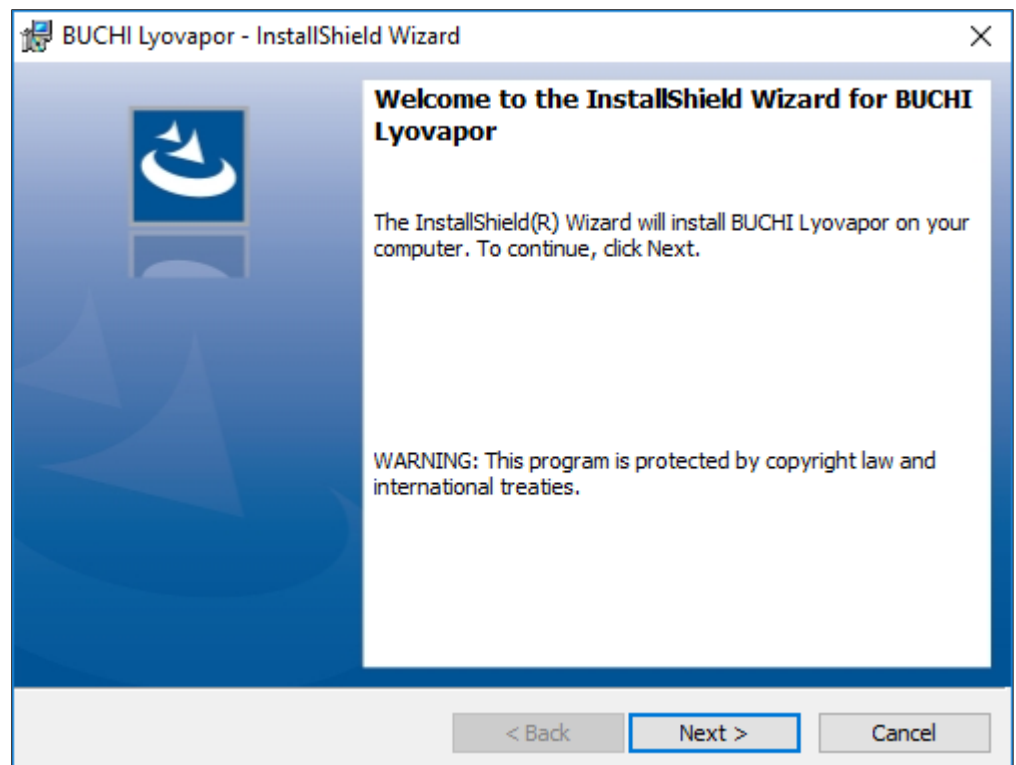 BUCHI Lyovapor - InstallShield Wizard
Welcome to the InstallShield Wizard for BUCHI
Lyovapor
The InstallShield(R) Wizard will install BUCHI Lyovapor on your
computer. To continue, click Next.
WARNING: This program is protected by copyright law and
international treaties.
< Back
Next >
Cancel